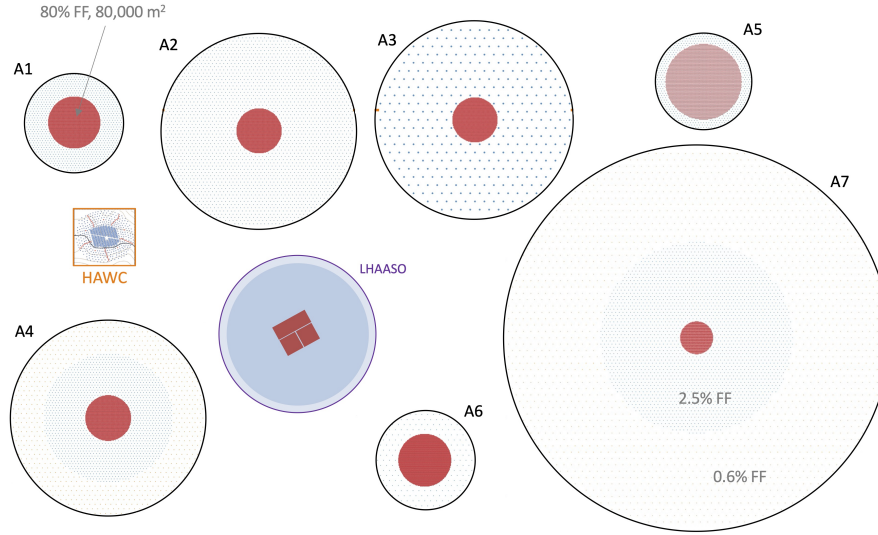 80% FF, 80,000 m²
A1
A2
A3
A5
A7
HAWC
LHAASO
A4
A6
2.5% FF
0.6% FF